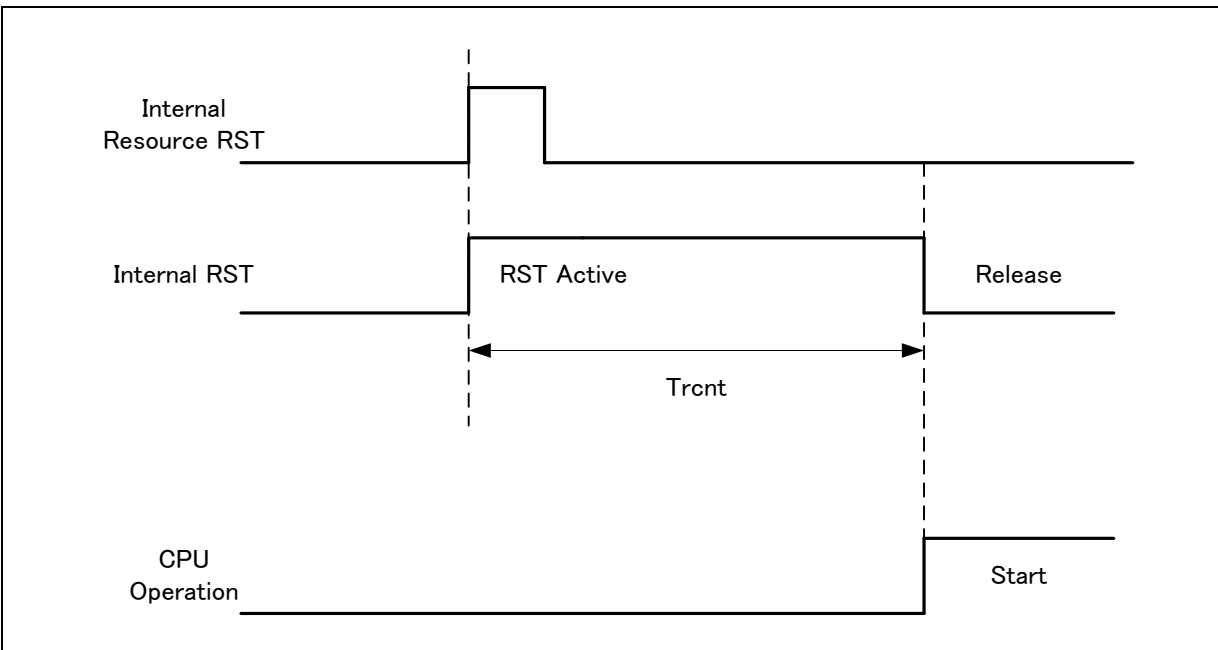 Internal
Resource RST
Internal RST
RST Active
Release
Trcnt
CPU
Operation
Start